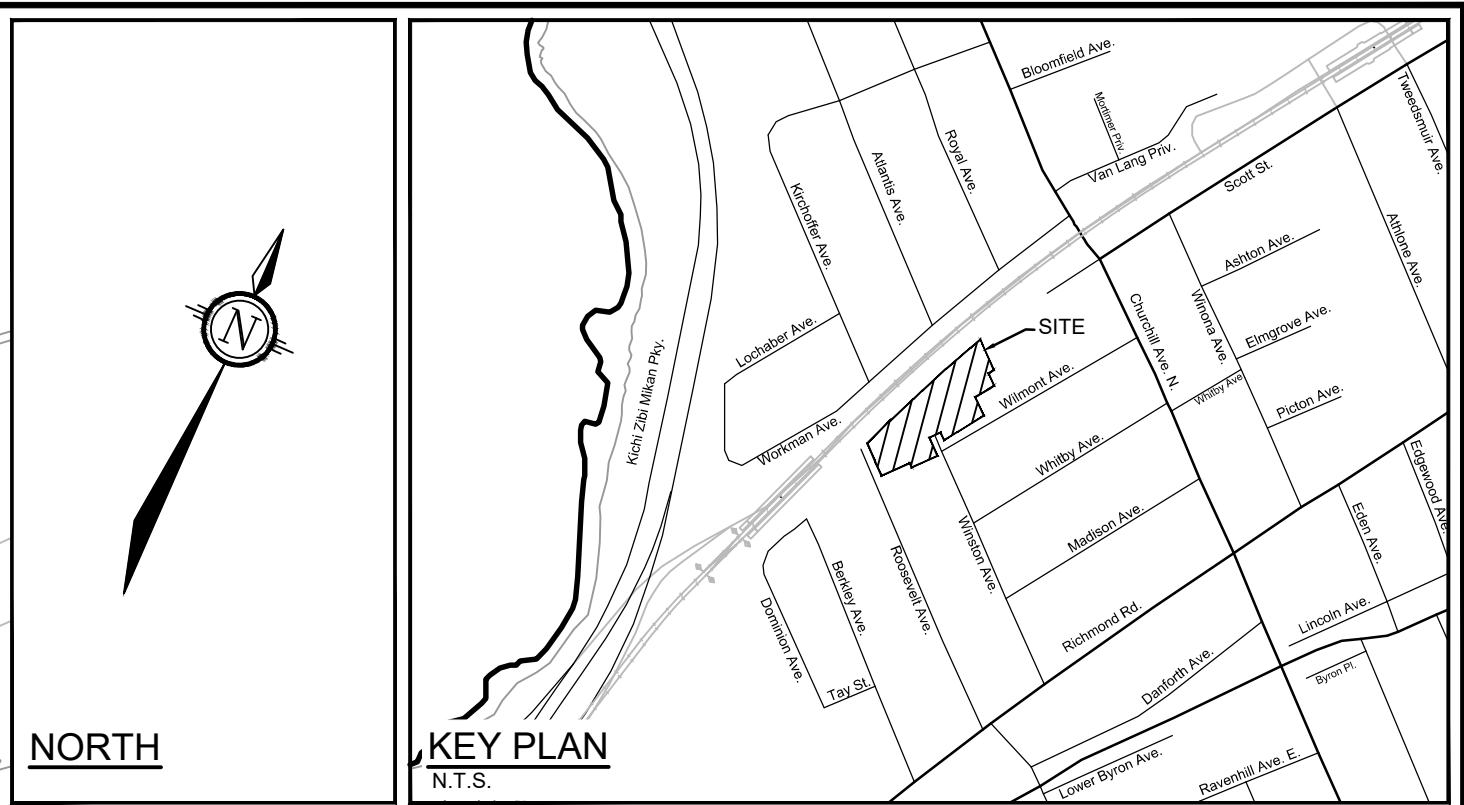 N
NORTH
Bloomfield Ave.
Mortimer Priv.
Van Lang Priv.
Tweedsmuir Ave.
Scott St.
Royal Ave.
Atlantis Ave.
Kirchoffer Ave.
Athlone Ave.
Ashton Ave.
Winona Ave.
Elmgrove Ave.
Churchill Ave. N.
SITE
Lochaber Ave.
Kichi Zibi Mikan Pky.
Wilmont Ave.
Whitby Ave
Picton Ave.
Workman Ave.
Whitby Ave.
Edgewood Ave.
Eden Ave.
Madison Ave.
Winston Ave.
Roosevelt Ave.
Berkley Ave.
Dominion Ave.
Richmond Rd.
Lincoln Ave.
Tay St.
Danforth Ave.
Byron Pl.
Lower Byron Ave.
Ravenhill Ave. E.
KEY PLAN
N.T.S.